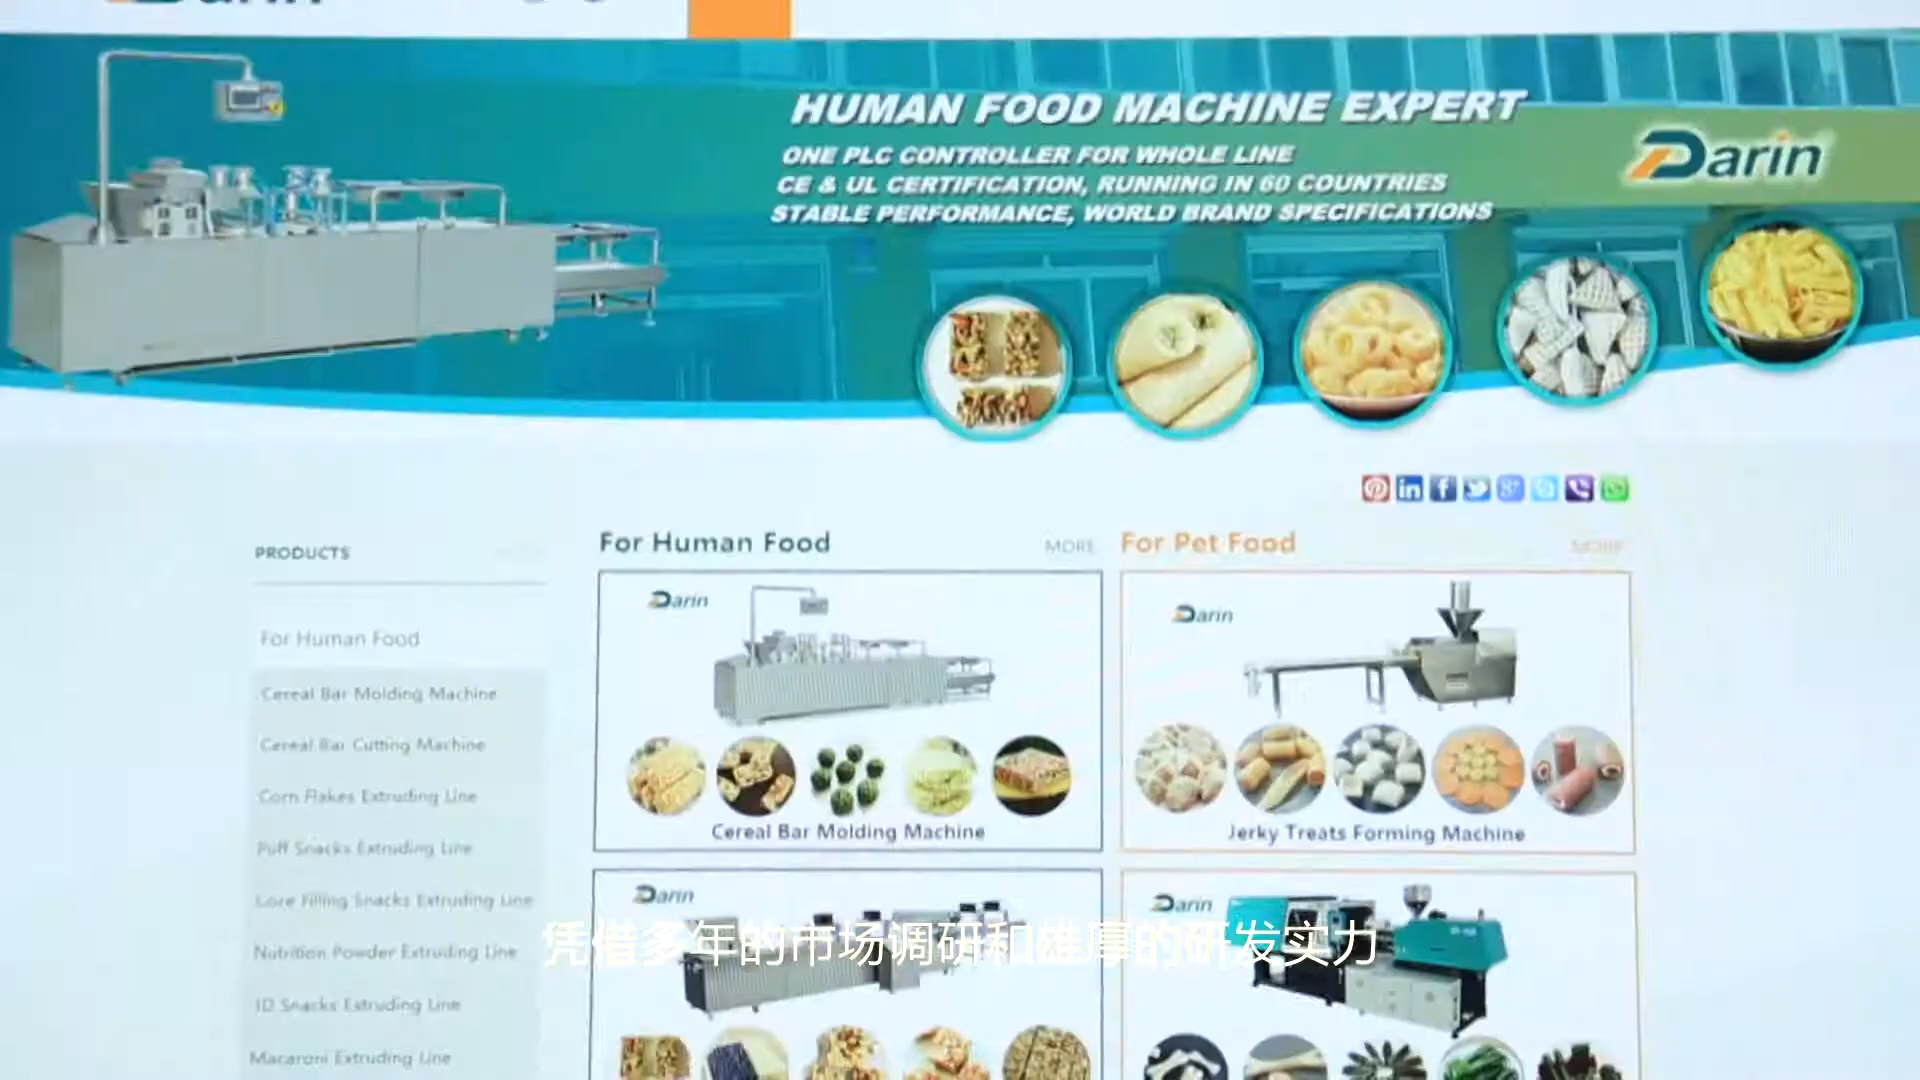 Darin
HUMAN FOOD MACHINE EXPERT
ONE PLC CONTROLLER FOR WHOLE LINE
CE & UL CERTIFICATION, RUNNING IN 60 COUNTRIES
STABLE PERFORMANCE, WORLD BRAND SPECIFICATIONS
Darin
PRODUCTS
For Human Food
Cereal Bar Molding Machine
Cereal Bar Cutting Machine
Corn Flakes Extruding Line
Puff Snacks Extruding Line
Core Filling Snacks Extruding Line
Nutrition Powder Extruding Line
3D Snacks Extruding Line
Macaroni Extruding Line
For Human Food
MORE
Darin
Cereal Bar Molding Machine
Darin
For Pet Food
MORE
Darin
Jerky Treats Forming Machine
Darin
凭借多年的市场调研和雄厚的研发实力